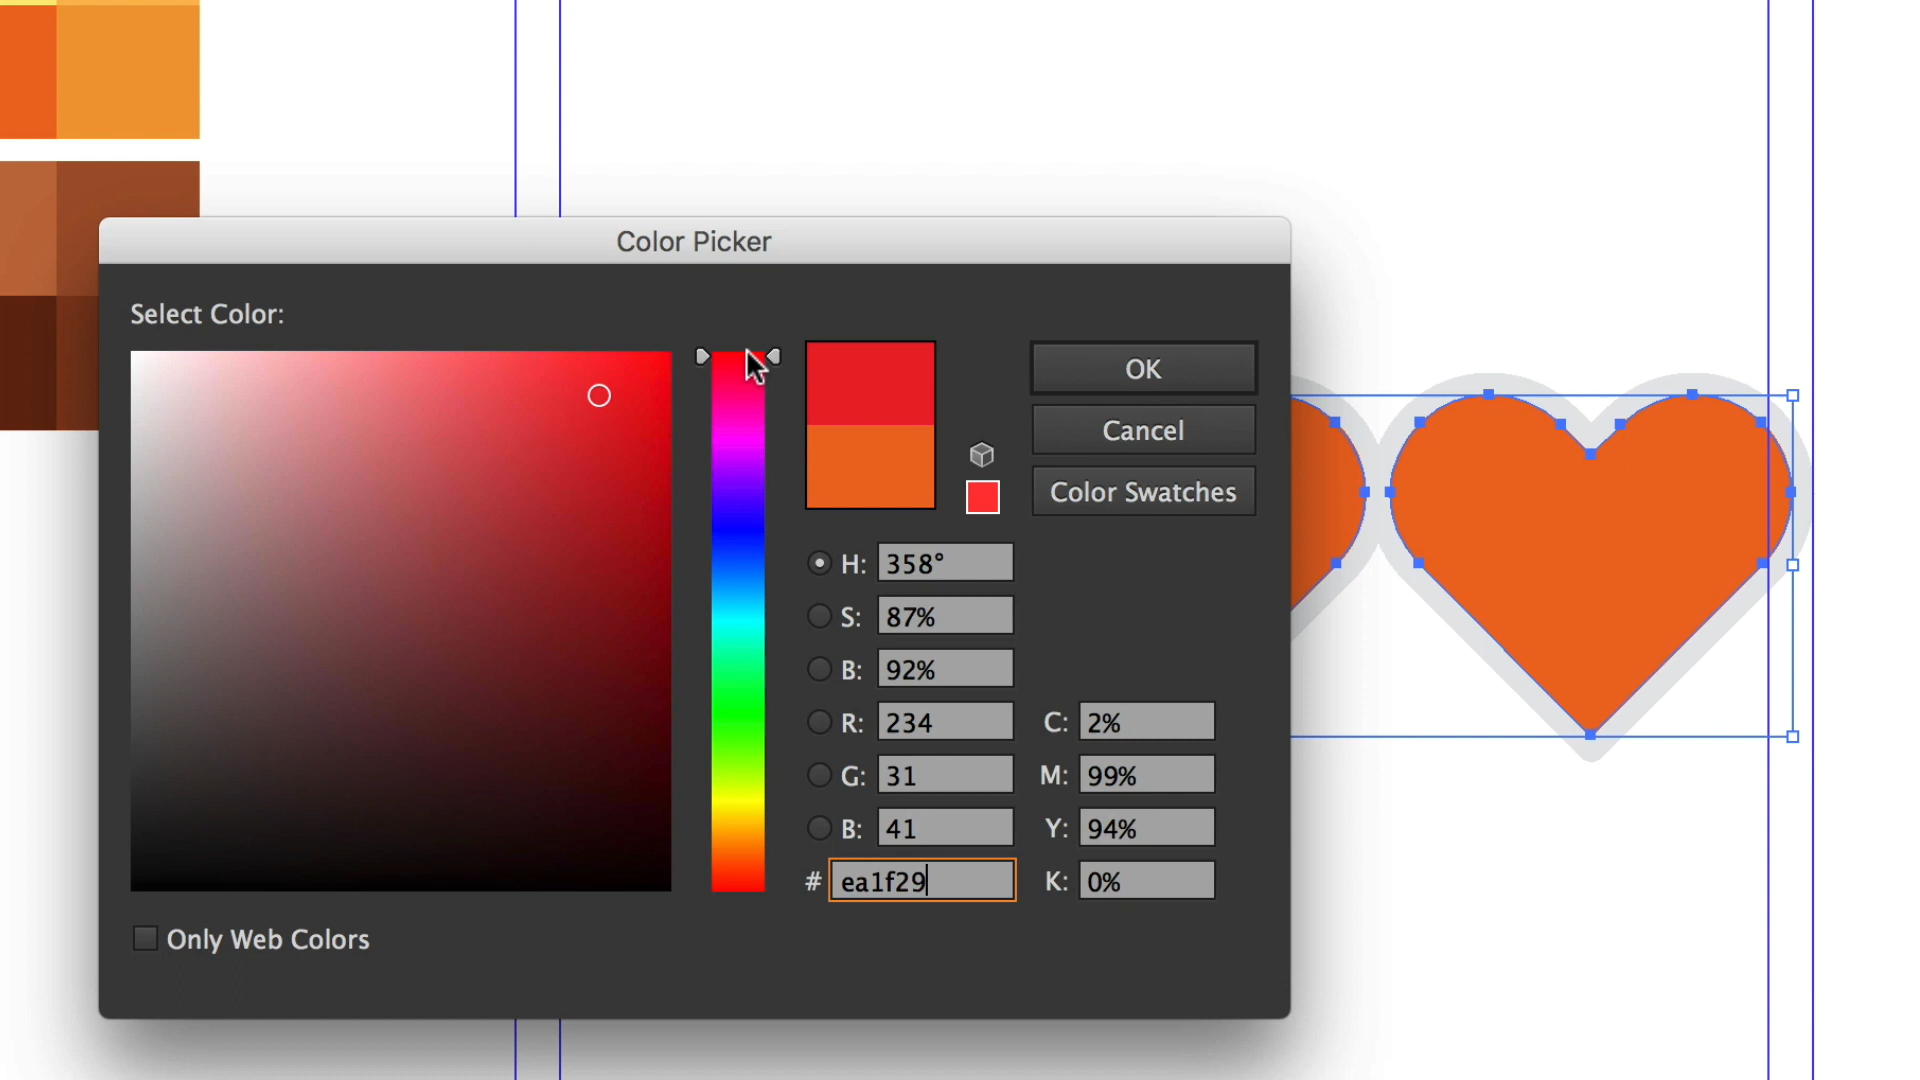 Color Picker
Select Color:
OK
Cancel
Color Swatches
H: 358°
S: 87%
B: 92%
R: 234 C: 2%
G: 31 M: 99%
B: 41 Y: 94%
# ea1f29 K: 0%
Only Web Colors